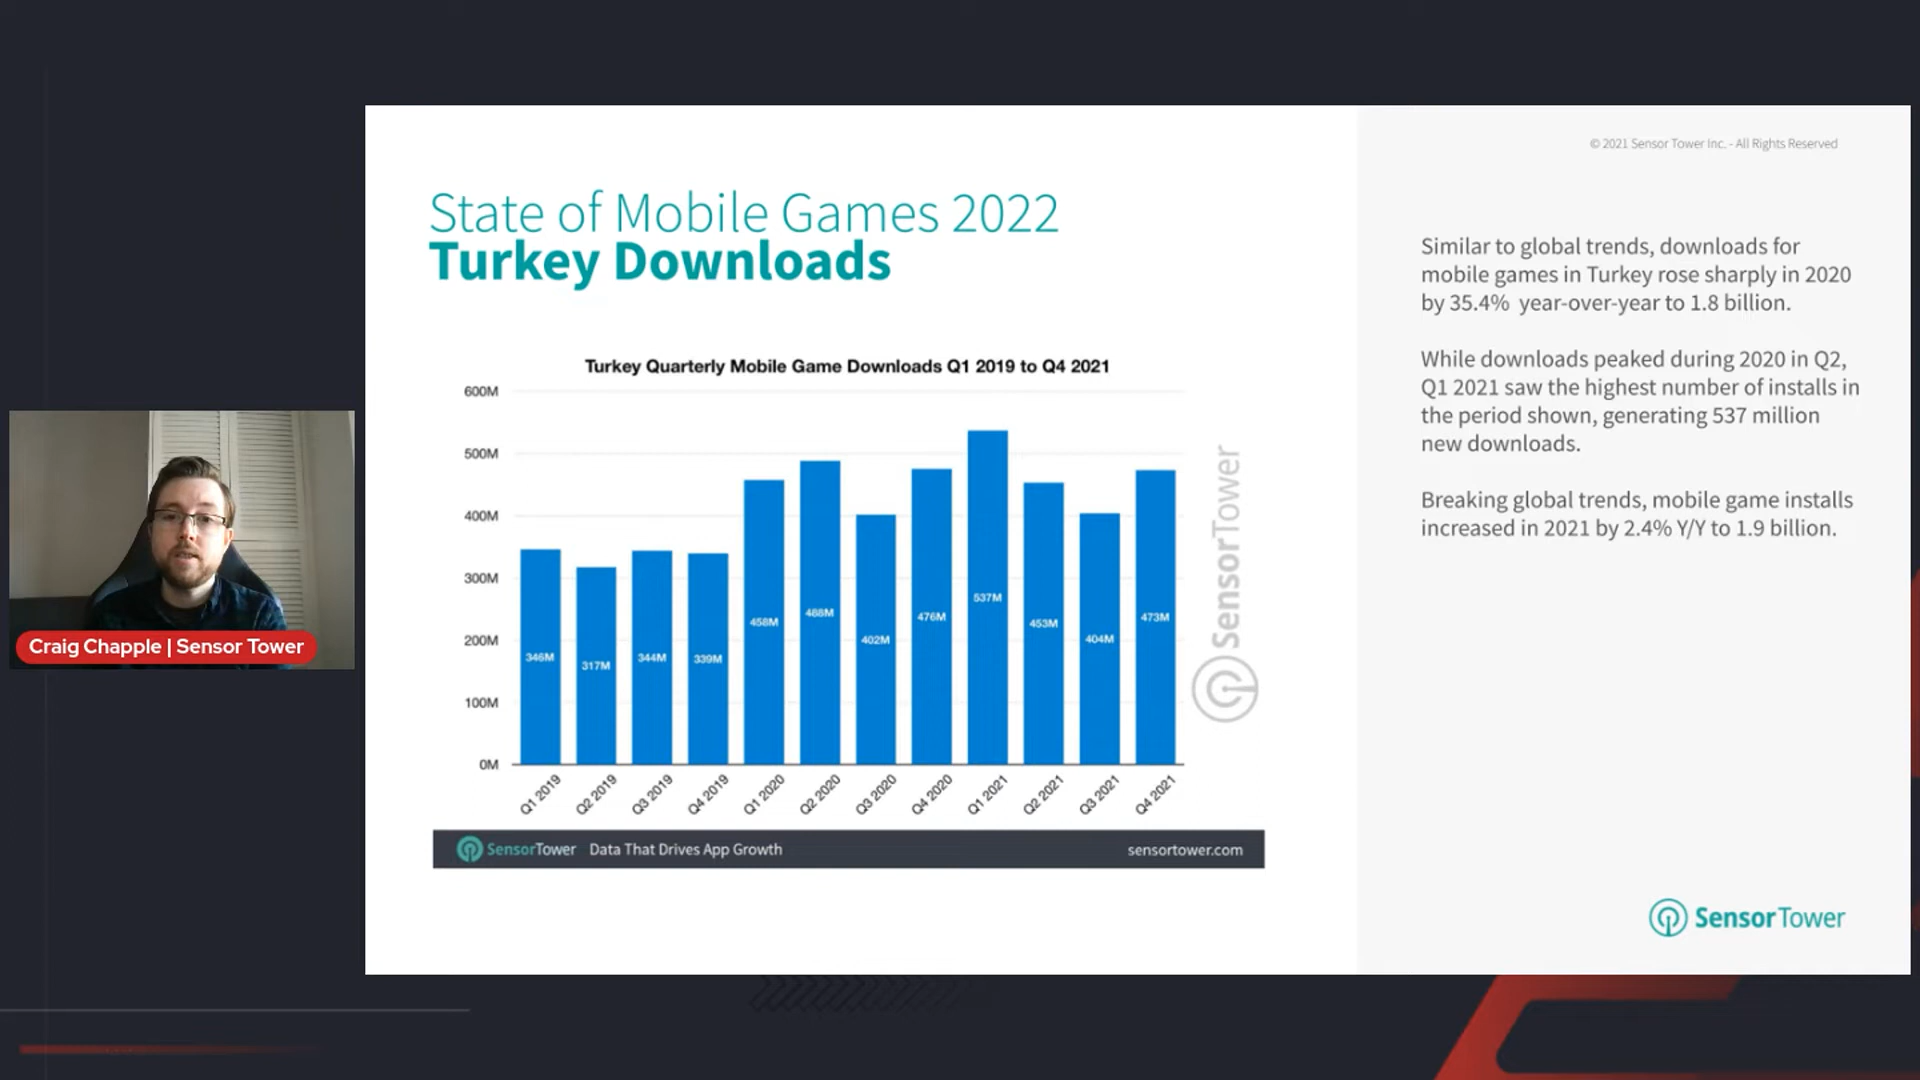 © 2021 Sensor Tower Inc. - All Rights Reserved
State of Mobile Games 2022
Turkey Downloads
Similar to global trends, downloads for
mobile games in Turkey rose sharply in 2020
by 35.4%  year-over-year to 1.8 billion.
While downloads peaked during 2020 in Q2,
Q1 2021 saw the highest number of installs in
the period shown, generating 537 million
new downloads.
Breaking global trends, mobile game installs
increased in 2021 by 2.4% Y/Y to 1.9 billion.
Turkey Quarterly Mobile Game Downloads Q1 2019 to Q4 2021
600M
500M
400M
300M
200M
100M
0M
346M
317M
344M
339M
458M
488M
402M
476M
537M
453M
404M
473M
Q1 2019
Q2 2019
Q3 2019
Q4 2019
Q1 2020
Q2 2020
Q3 2020
Q4 2020
Q1 2021
Q2 2021
Q3 2021
Q4 2021
SensorTower
SensorTower Data That Drives App Growth
sensortower.com
SensorTower
Craig Chapple | Sensor Tower